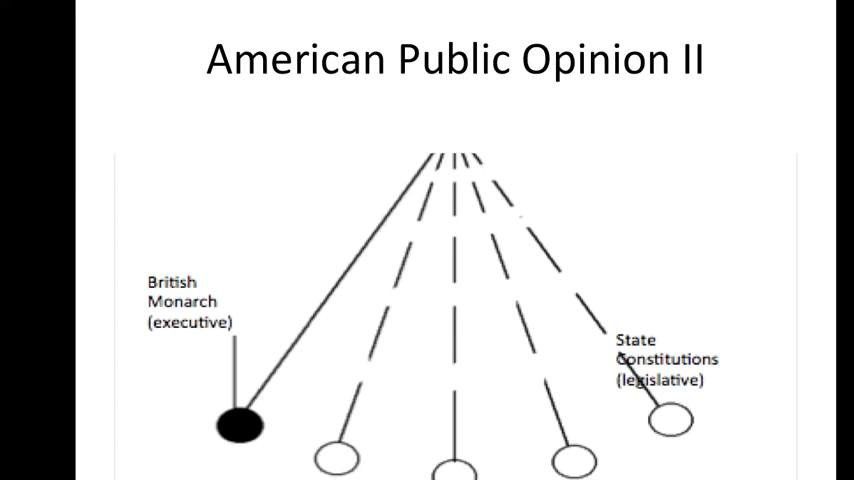 American Public Opinion II
British
Monarch
(executive)
State
Constitutions
(legislative)